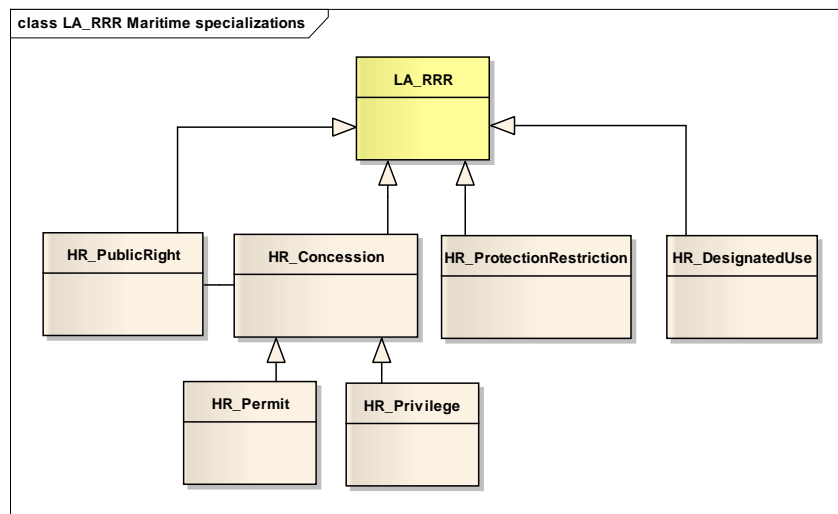 class LA_RRR Maritime specializations
LA_RRR
HR_PublicRight
HR_Concession
HR_ProtectionRestriction
HR_DesignatedUse
HR_Permit
HR_Privilege